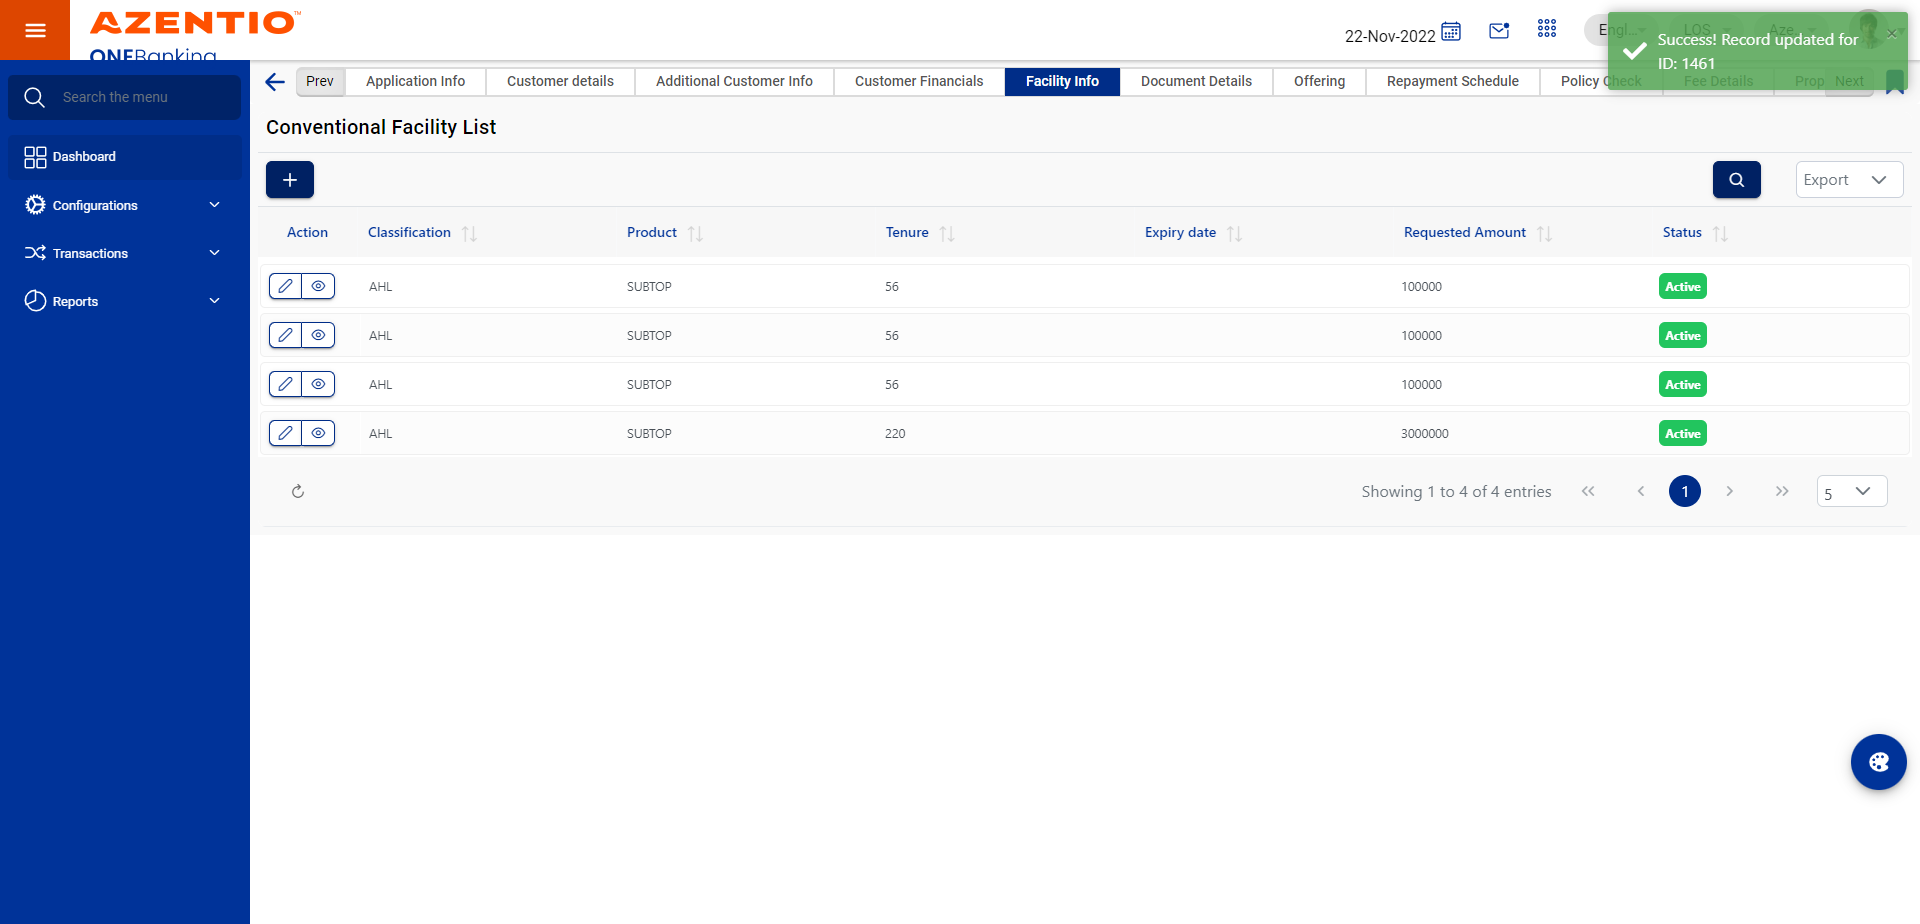 AZENTIO™
ONEBanking
22-Nov-2022
Success! Record updated for
ID: 1461
Search the menu
Dashboard
Configurations
Transactions
Reports
Prev
Application Info
Customer details
Additional Customer Info
Customer Financials
Facility Info
Document Details
Offering
Repayment Schedule
Policy Check
Fee Details
Prop
Next
Conventional Facility List
Export
Action Classification Product Tenure Expiry date Requested Amount Status
AHL SUBTOP 56 100000 Active
AHL SUBTOP 56 100000 Active
AHL SUBTOP 56 100000 Active
AHL SUBTOP 220 3000000 Active
Showing 1 to 4 of 4 entries
1
5